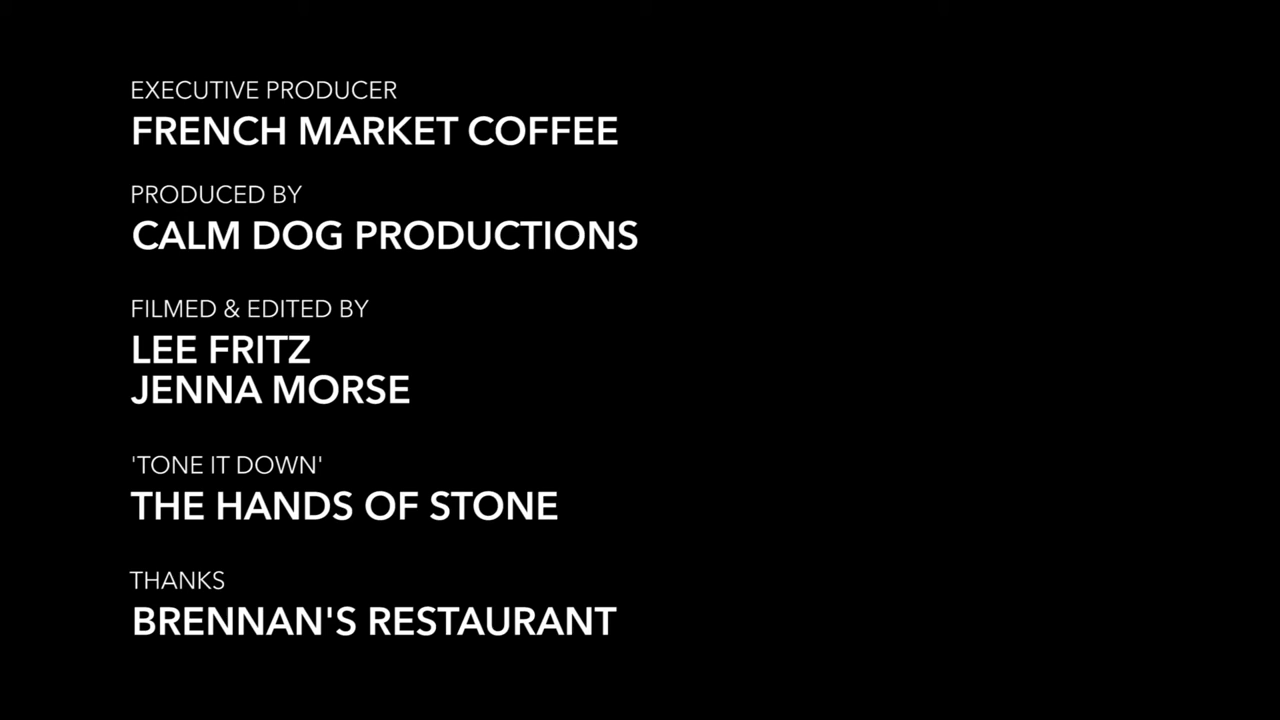 EXECUTIVE PRODUCER
FRENCH MARKET COFFEE
PRODUCED BY
CALM DOG PRODUCTIONS
FILMED & EDITED BY
LEE FRITZ
JENNA MORSE
'TONE IT DOWN'
THE HANDS OF STONE
THANKS
BRENNAN'S RESTAURANT